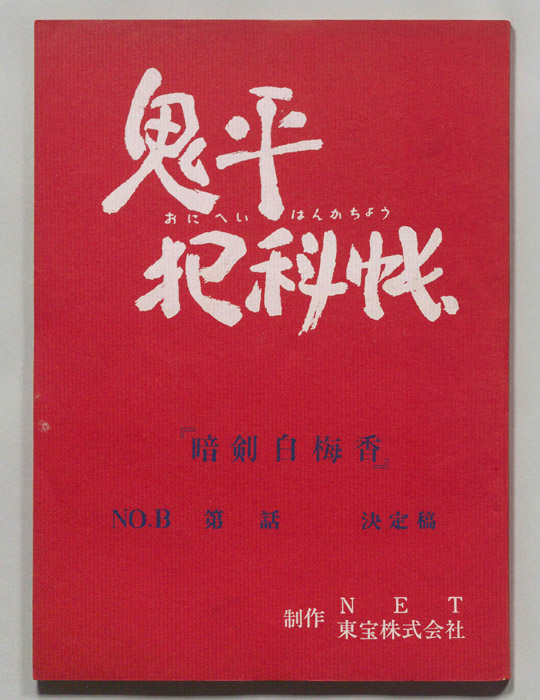 鬼平
おにへい はんかちょう
犯科帳
『暗剣白梅香』
NO.B 第 話 決定稿
制作 NET
東宝株式会社